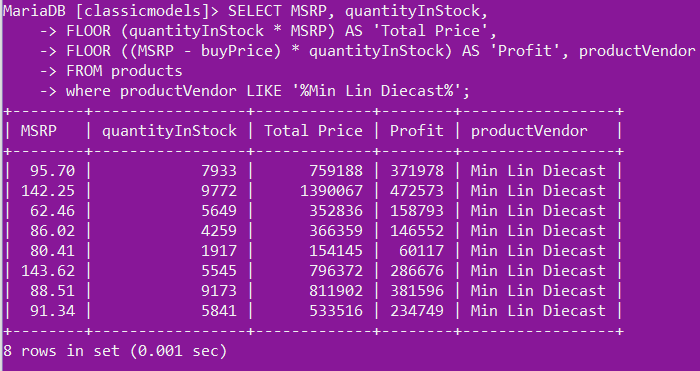 MariaDB [classicmodels]> SELECT MSRP, quantityInStock,
    -> FLOOR (quantityInStock * MSRP) AS 'Total Price',
    -> FLOOR ((MSRP - buyPrice) * quantityInStock) AS 'Profit', productVendor
    -> FROM products
    -> where productVendor LIKE '%Min Lin Diecast%';
+--------+-----------------+-------------+--------+-----------------+
| MSRP   | quantityInStock | Total Price | Profit | productVendor   |
+--------+-----------------+-------------+--------+-----------------+
|  95.70 |            7933 |      759188 | 371978 | Min Lin Diecast |
| 142.25 |            9772 |     1390067 | 472573 | Min Lin Diecast |
|  62.46 |            5649 |      352836 | 158793 | Min Lin Diecast |
|  86.02 |            4259 |      366359 | 146552 | Min Lin Diecast |
|  80.41 |            1917 |      154145 |  60117 | Min Lin Diecast |
| 143.62 |            5545 |      796372 | 286676 | Min Lin Diecast |
|  88.51 |            9173 |      811902 | 381596 | Min Lin Diecast |
|  91.34 |            5841 |      533516 | 234749 | Min Lin Diecast |
+--------+-----------------+-------------+--------+-----------------+
8 rows in set (0.001 sec)